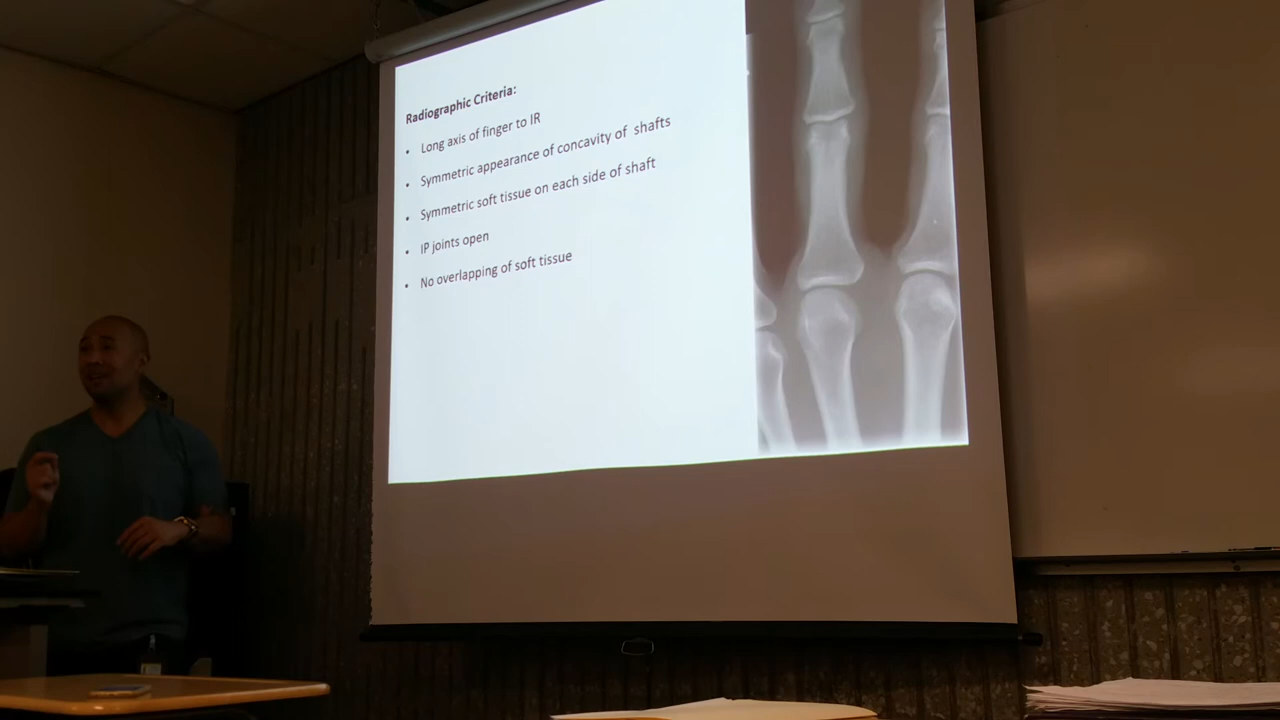 Radiographic Criteria:
• Long axis of finger to IR
• Symmetric appearance of concavity of shafts
• Symmetric soft tissue on each side of shaft
• IP joints open
• No overlapping of soft tissue